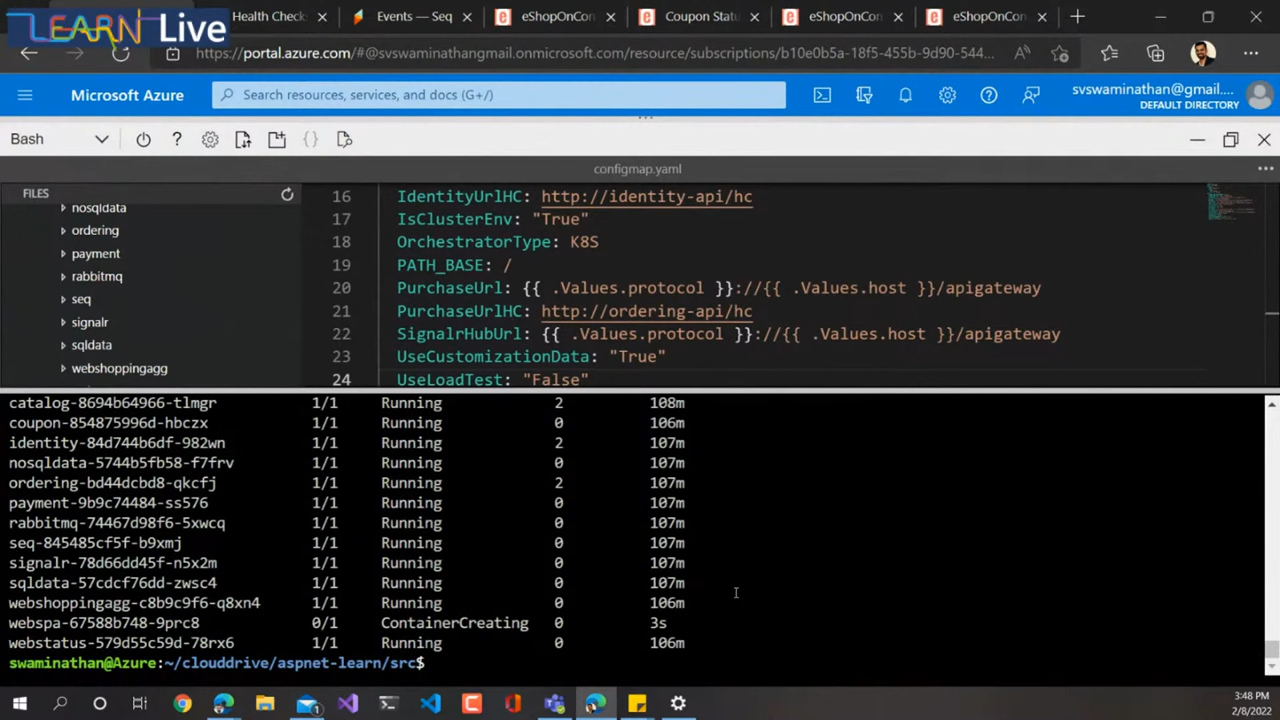 LEARN Live
Health Check
Events — Seq
eShopOnCon
Coupon Statu
eShopOnCon
eShopOnCon
https://portal.azure.com/#@svswaminathangmail.onmicrosoft.com/resource/subscriptions/b10e0b5a-18f5-455b-9d90-544...
Microsoft Azure
Search resources, services, and docs (G+/)
svswaminathan@gmail....
DEFAULT DIRECTORY
Bash
configmap.yaml
FILES
nosqldata
ordering
payment
rabbitmq
seq
signalr
sqldata
webshoppingagg
16 IdentityUrlHC: http://identity-api/hc
17 IsClusterEnv: "True"
18 OrchestratorType: K8S
19 PATH_BASE: /
20 PurchaseUrl: {{ .Values.protocol }}://{{ .Values.host }}/apigateway
21 PurchaseUrlHC: http://ordering-api/hc
22 SignalrHubUrl: {{ .Values.protocol }}://{{ .Values.host }}/apigateway
23 UseCustomizationData: "True"
24 UseLoadTest: "False"
catalog-8694b64966-tlmgr 1/1 Running 2 108m
coupon-854875996d-hbczx 1/1 Running 0 106m
identity-84d744b6df-982wn 1/1 Running 2 107m
nosqldata-5744b5fb58-f7frv 1/1 Running 0 107m
ordering-bd44dcbd8-qkcfj 1/1 Running 2 107m
payment-9b9c74484-ss576 1/1 Running 0 107m
rabbitmq-74467d98f6-5xwcq 1/1 Running 0 107m
seq-845485cf5f-b9xmj 1/1 Running 0 107m
signalr-78d66dd45f-n5x2m 1/1 Running 0 107m
sqldata-57cdcf76dd-zwsc4 1/1 Running 0 107m
webshoppingagg-c8b9c9f6-q8xn4 1/1 Running 0 106m
webspa-67588b748-9prc8 0/1 ContainerCreating 0 3s
webstatus-579d55c59d-78rx6 1/1 Running 0 106m
swaminathan@Azure:~/clouddrive/aspnet-learn/src$
3:48 PM
2/8/2022